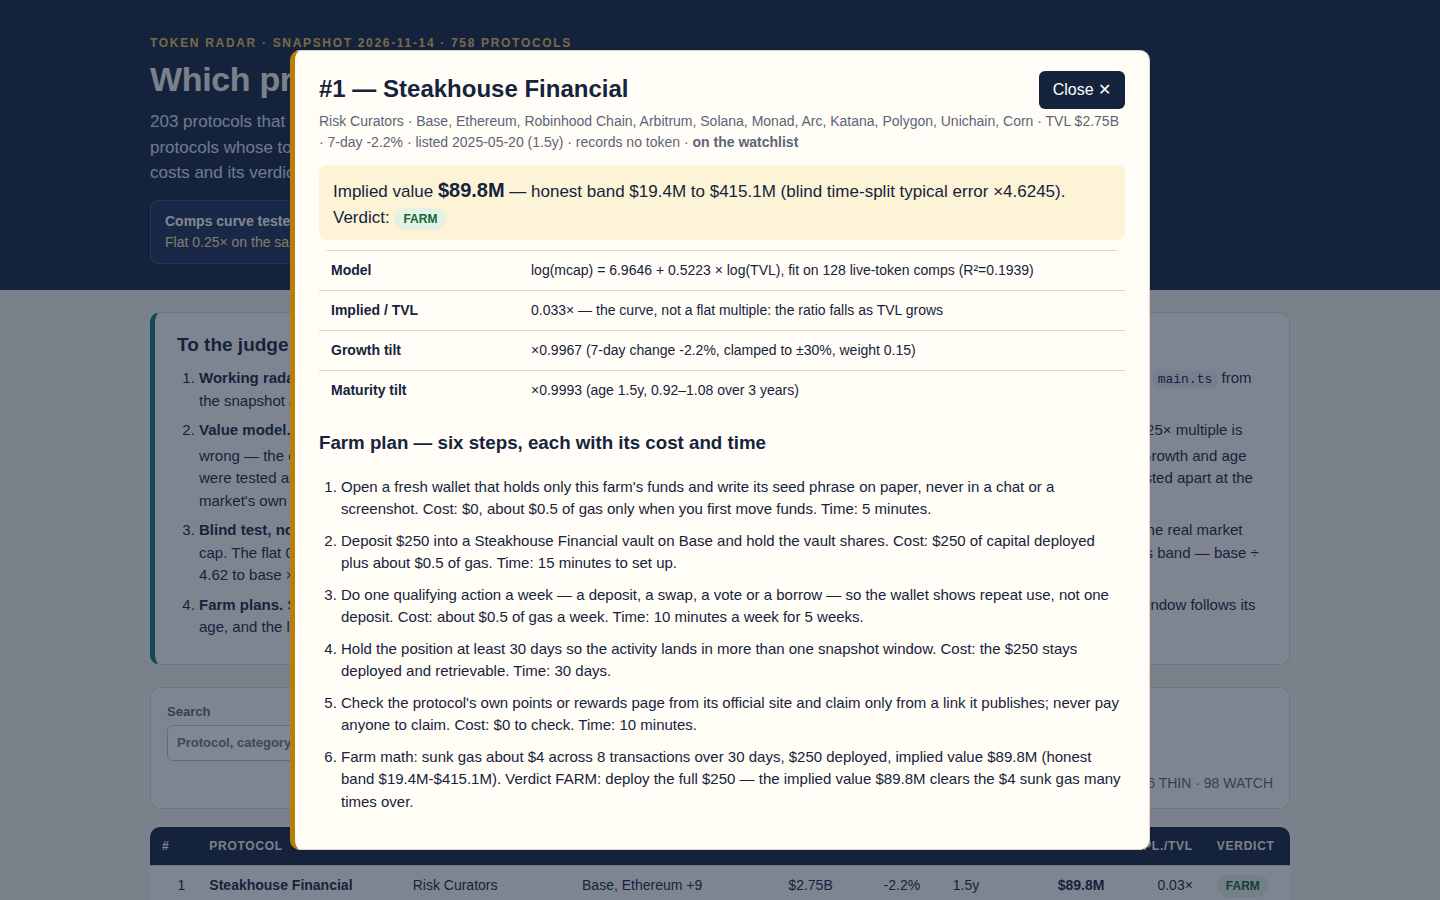 TOKEN RADAR · SNAPSHOT 2026-11-14 · 758 PROTOCOLS
Which
203 protocols that
protocols whose
costs and its
Comps curve
Flat 0.25× on the
#1 — Steakhouse Financial
Close ✕
Risk Curators · Base, Ethereum, Robinhood Chain, Arbitrum, Solana, Monad, Arc, Katana, Polygon, Unichain, Corn · TVL $2.75B
· 7-day -2.2% · listed 2025-05-20 (1.5y) · records no token · on the watchlist
Implied value $89.8M — honest band $19.4M to $415.1M (blind time-split typical error ×4.6245).
Verdict: FARM
Model log(mcap) = 6.9646 + 0.5223 × log(TVL), fit on 128 live-token comps (R²=0.1939)
Implied / TVL 0.033× — the curve, not a flat multiple: the ratio falls as TVL grows
Growth tilt ×0.9967 (7-day change -2.2%, clamped to ±30%, weight 0.15)
Maturity tilt ×0.9993 (age 1.5y, 0.92–1.08 over 3 years)
Farm plan — six steps, each with its cost and time
1. Open a fresh wallet that holds only this farm's funds and write its seed phrase on paper, never in a chat or a
screenshot. Cost: $0, about $0.5 of gas only when you first move funds. Time: 5 minutes.
2. Deposit $250 into a Steakhouse Financial vault on Base and hold the vault shares. Cost: $250 of capital deployed
plus about $0.5 of gas. Time: 15 minutes to set up.
3. Do one qualifying action a week — a deposit, a swap, a vote or a borrow — so the wallet shows repeat use, not one
deposit. Cost: about $0.5 of gas a week. Time: 10 minutes a week for 5 weeks.
4. Hold the position at least 30 days so the activity lands in more than one snapshot window. Cost: the $250 stays
deployed and retrievable. Time: 30 days.
5. Check the protocol's own points or rewards page from its official site and claim only from a link it publishes; never pay
anyone to claim. Cost: $0 to check. Time: 10 minutes.
6. Farm math: sunk gas about $4 across 8 transactions over 30 days, $250 deployed, implied value $89.8M (honest
band $19.4M-$415.1M). Verdict FARM: deploy the full $250 — the implied value $89.8M clears the $4 sunk gas many
times over.
To the
1. Working
main.ts from
the snapshot
2. Value model.
multiple is
wrong — the
growth and age
were tested
apart at the
market's own
3. Blind test,
real market
cap. The flat
band — base ÷
4.62 to base
4. Farm plans.
follows its
age, and the
Search
Protocol, category
THIN · 98 WATCH
# PROTOCOL VERDICT
1 Steakhouse Financial Risk Curators Base, Ethereum +9 $2.75B -2.2% 1.5y $89.8M 0.03× FARM